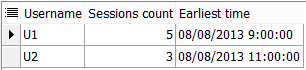 Username Sessions count Earliest time
U1 5 08/08/2013 9:00:00
U2 3 08/08/2013 11:00:00